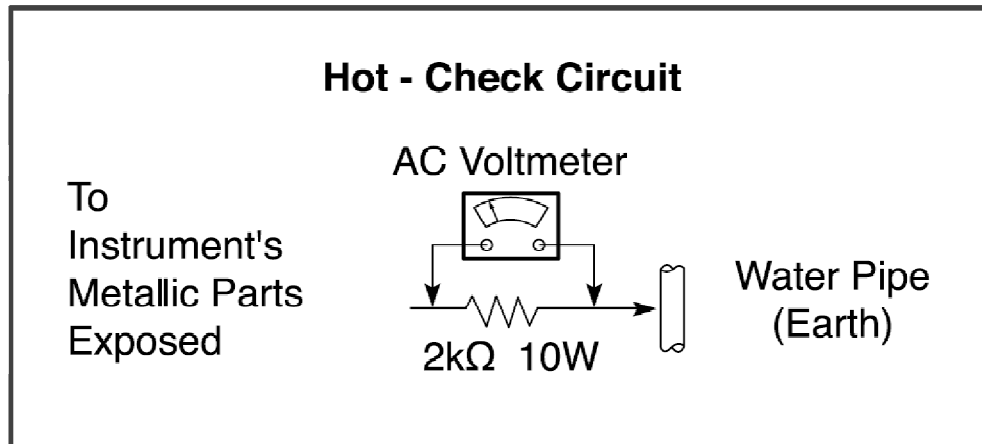 Hot - Check Circuit
AC Voltmeter
To
Instrument's
Metallic Parts
Exposed
2kΩ 10W
Water Pipe
(Earth)